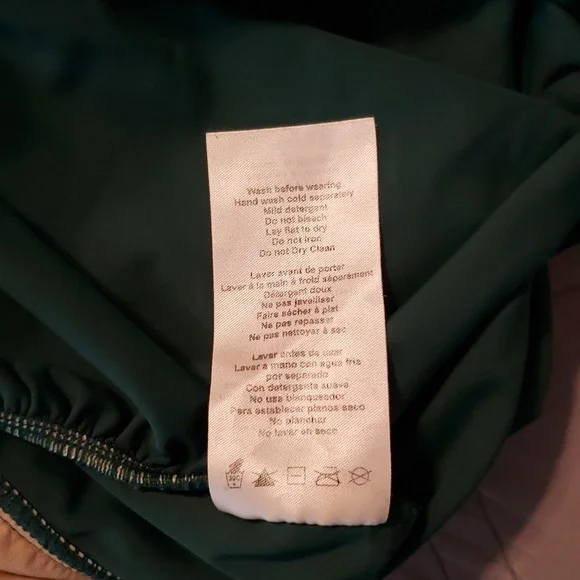 Wash before wearing
Hand wash cold separately
Mild detergent
Do not bleach
Lay flat to dry
Do not iron
Do not Dry Clean
Laver avant de porter
Laver à la main à froid séparément
Détergent doux
Ne pas javelliser
Faire sécher à plat
Ne pas repasser
Ne pas nettoyer à sec
Lavar antes de usar
Lavar a mano con agua fria
por separado
Con detergente suave
No usa blanqueador
Para establecer planos seco
No planchar
No lavar en seco
30C